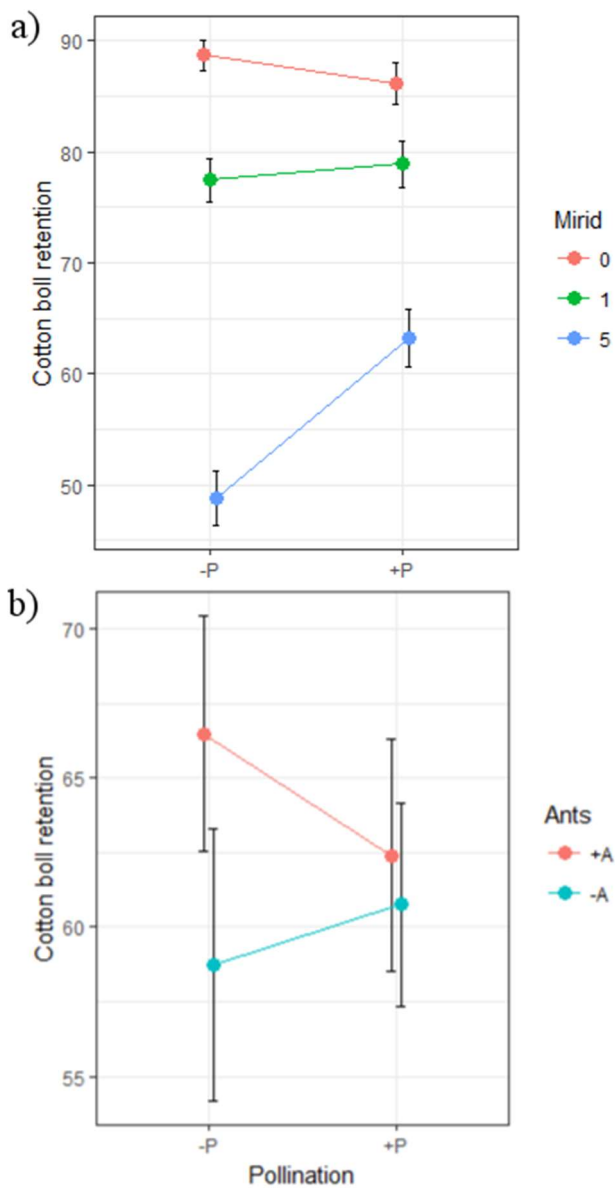 a)
90
80
70
60
50
Cotton boll retention
-P
+P
Mirid
0
1
5
b)
70
65
60
55
Cotton boll retention
-P
+P
Pollination
Ants
+A
-A